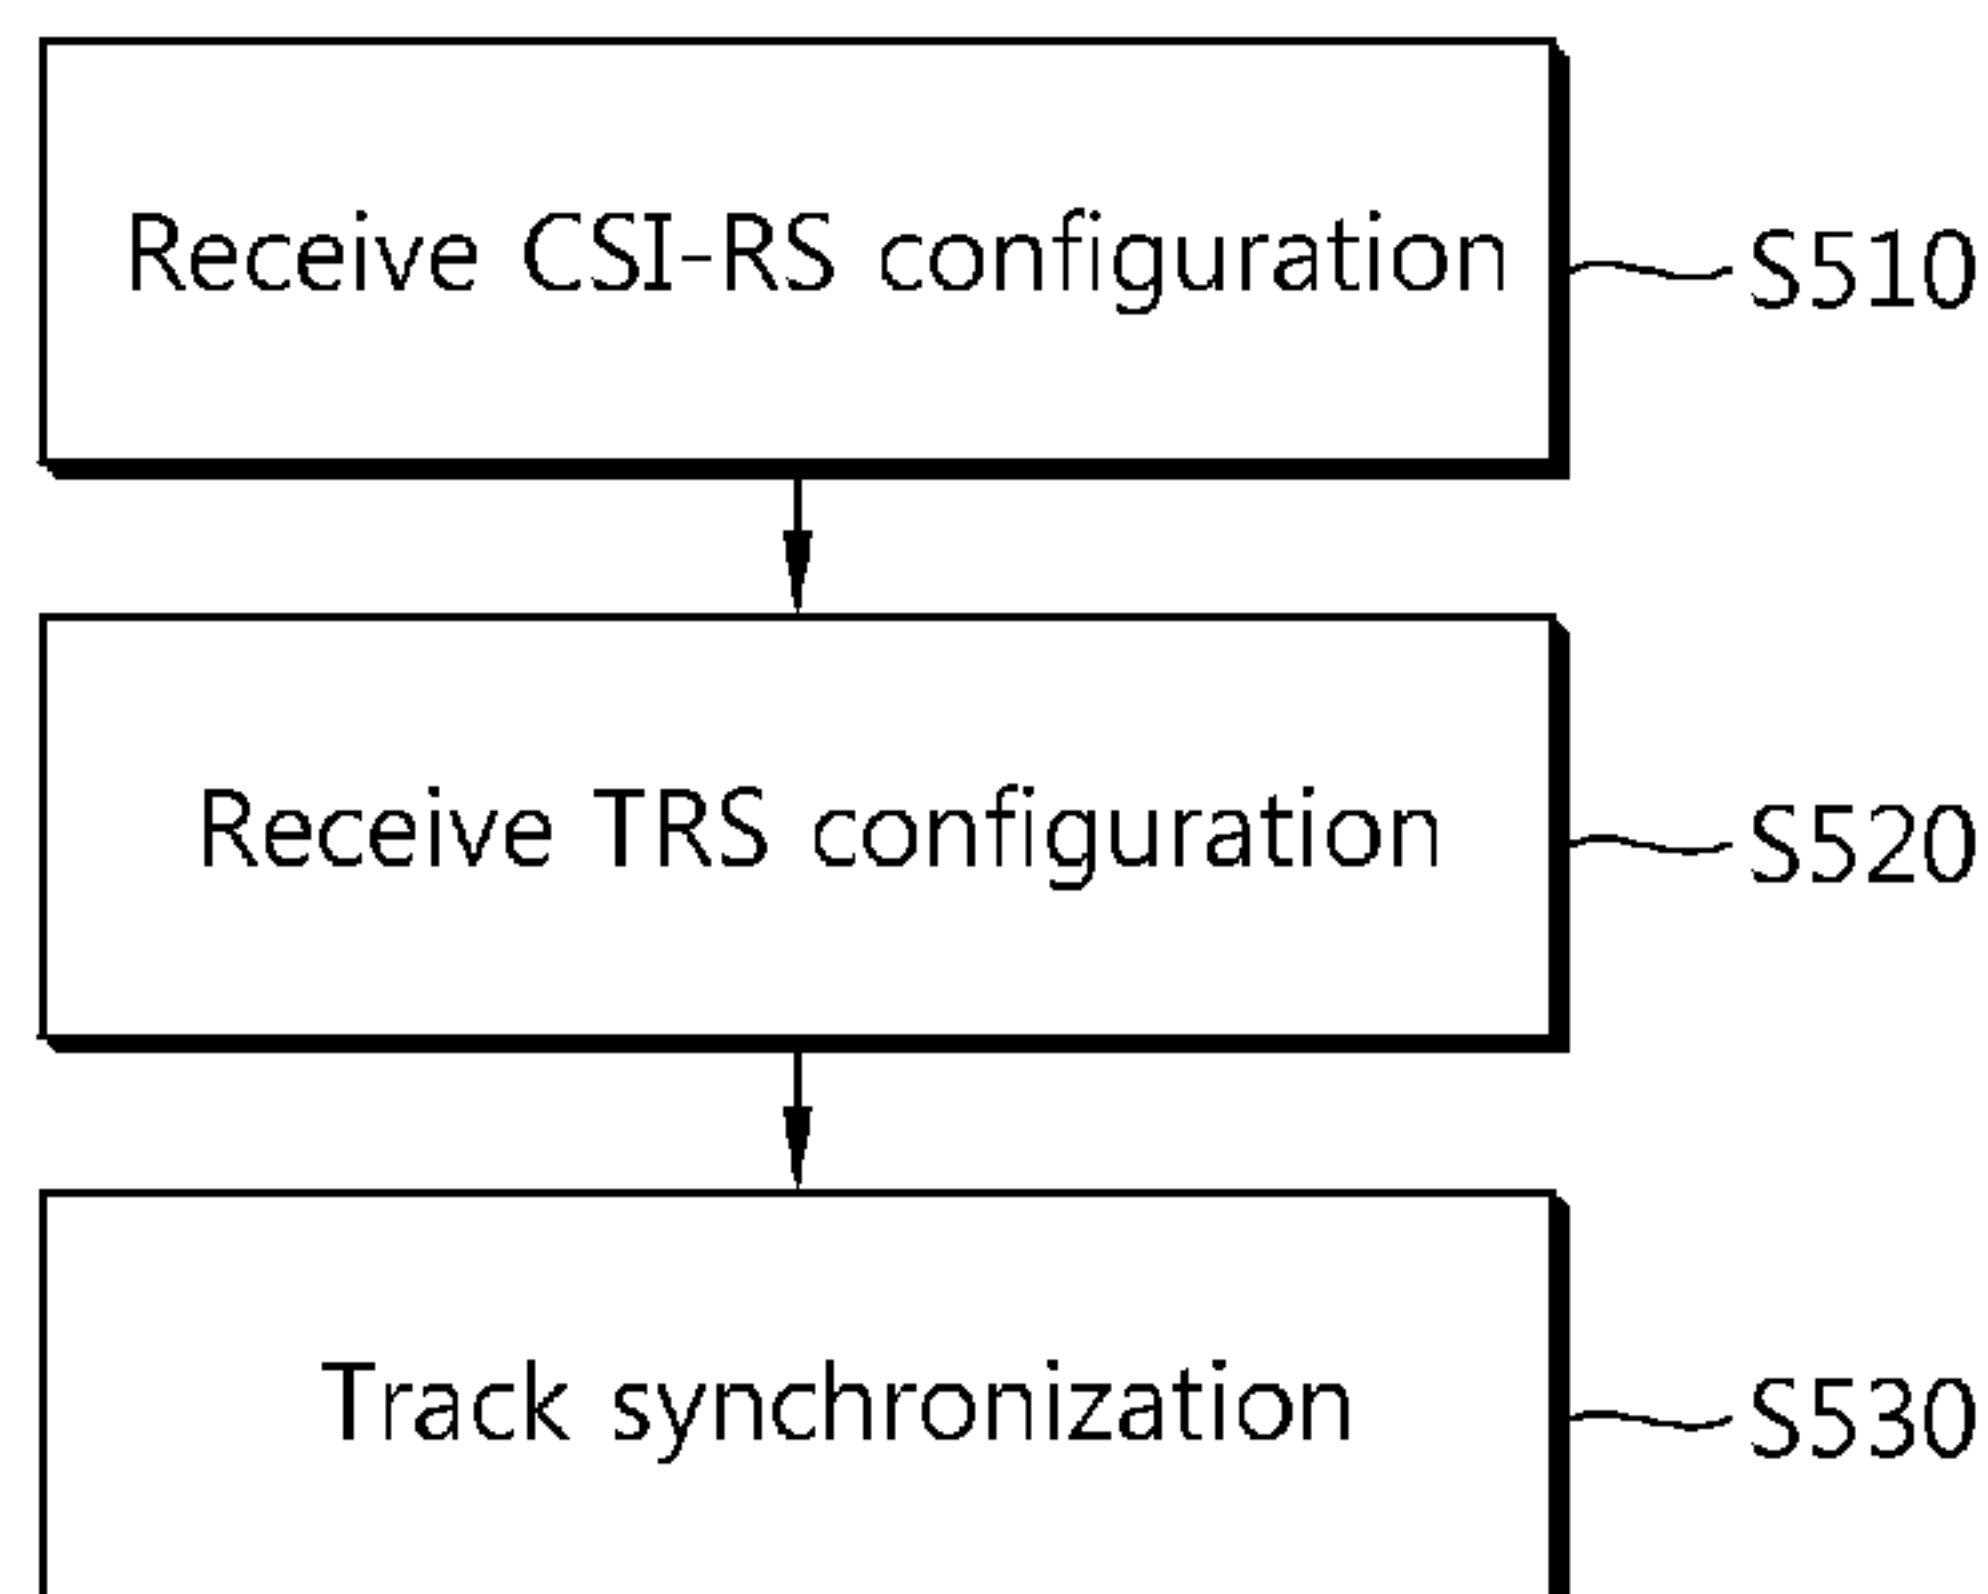 Receive CSI-RS configuration
S510
Receive TRS configuration
S520
Track synchronization
S530